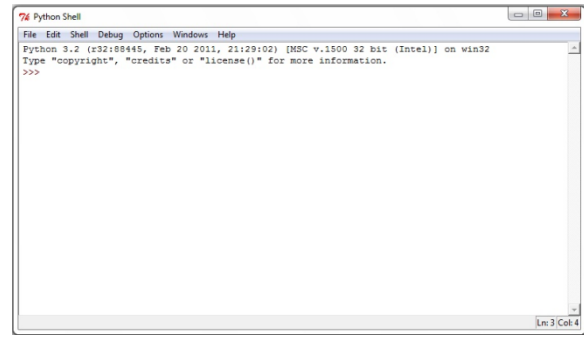 Python Shell
File Edit Shell Debug Options Windows Help
Python 3.2 (r32:88445, Feb 20 2011, 21:29:02) [MSC v.1500 32 bit (Intel)] on win32
Type "copyright", "credits" or "license()" for more information.
>>>
Ln: 3 Col: 4